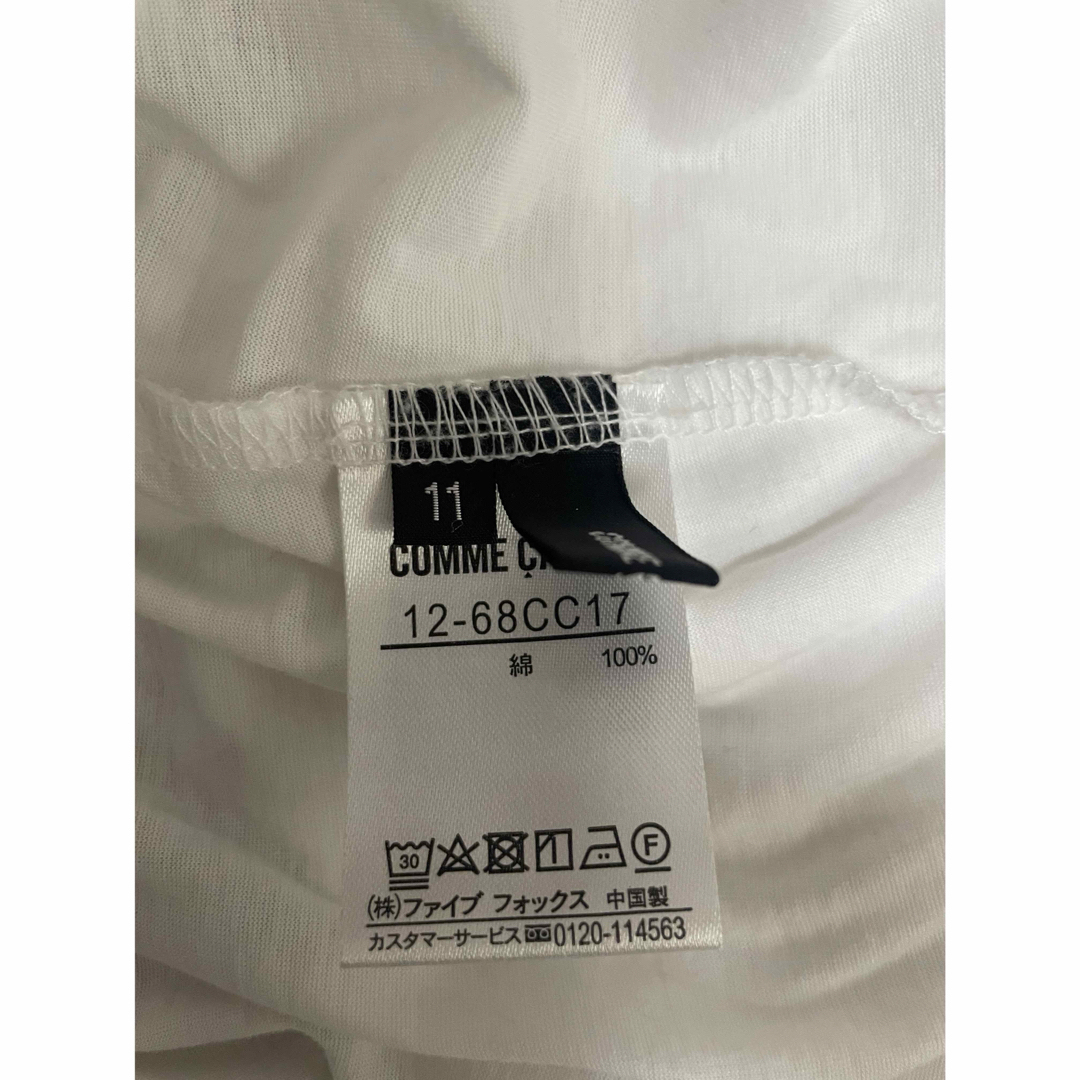 11
COMME
12-68CC17
綿 100%
30 F
(株)ファイブ フォックス 中国製
カスタマーサービス 0120-114563